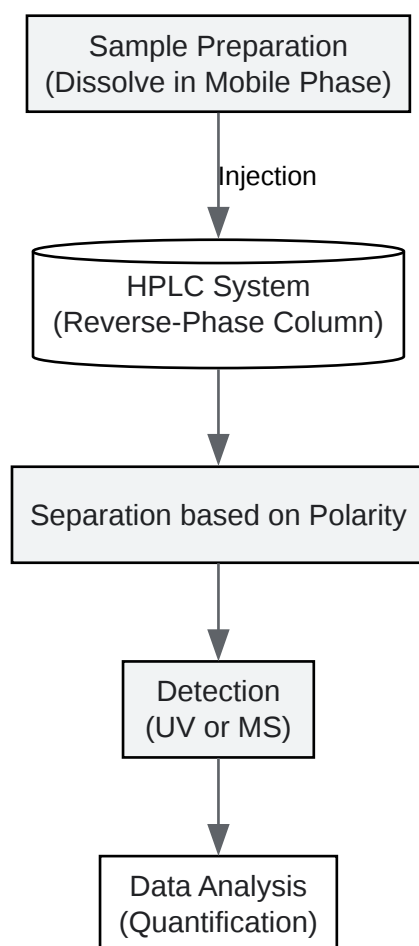 Sample Preparation
(Dissolve in Mobile Phase)
Injection
HPLC System
(Reverse-Phase Column)
Separation based on Polarity
Detection
(UV or MS)
Data Analysis
(Quantification)